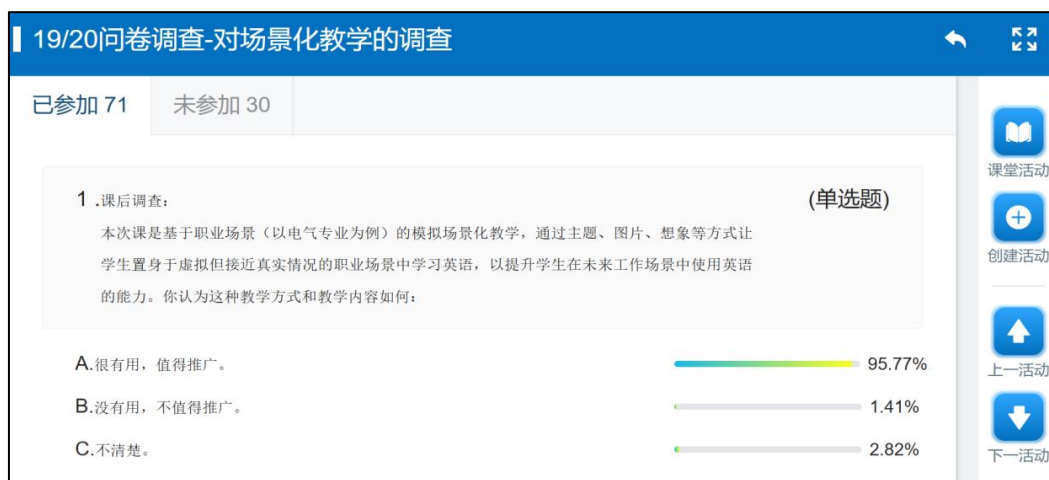 19/20问卷调查-对场景化教学的调查
已参加 71 未参加 30
1 .课后调查： (单选题)
本次课是基于职业场景（以电气专业为例）的模拟场景化教学，通过主题、图片、想象等方式让
学生置身于虚拟但接近真实情况的职业场景中学习英语，以提升学生在未来工作场景中使用英语
的能力。你认为这种教学方式和教学内容如何：
A.很有用，值得推广。 95.77%
B.没有用，不值得推广。 1.41%
C.不清楚。 2.82%
课堂活动
创建活动
上一活动
下一活动